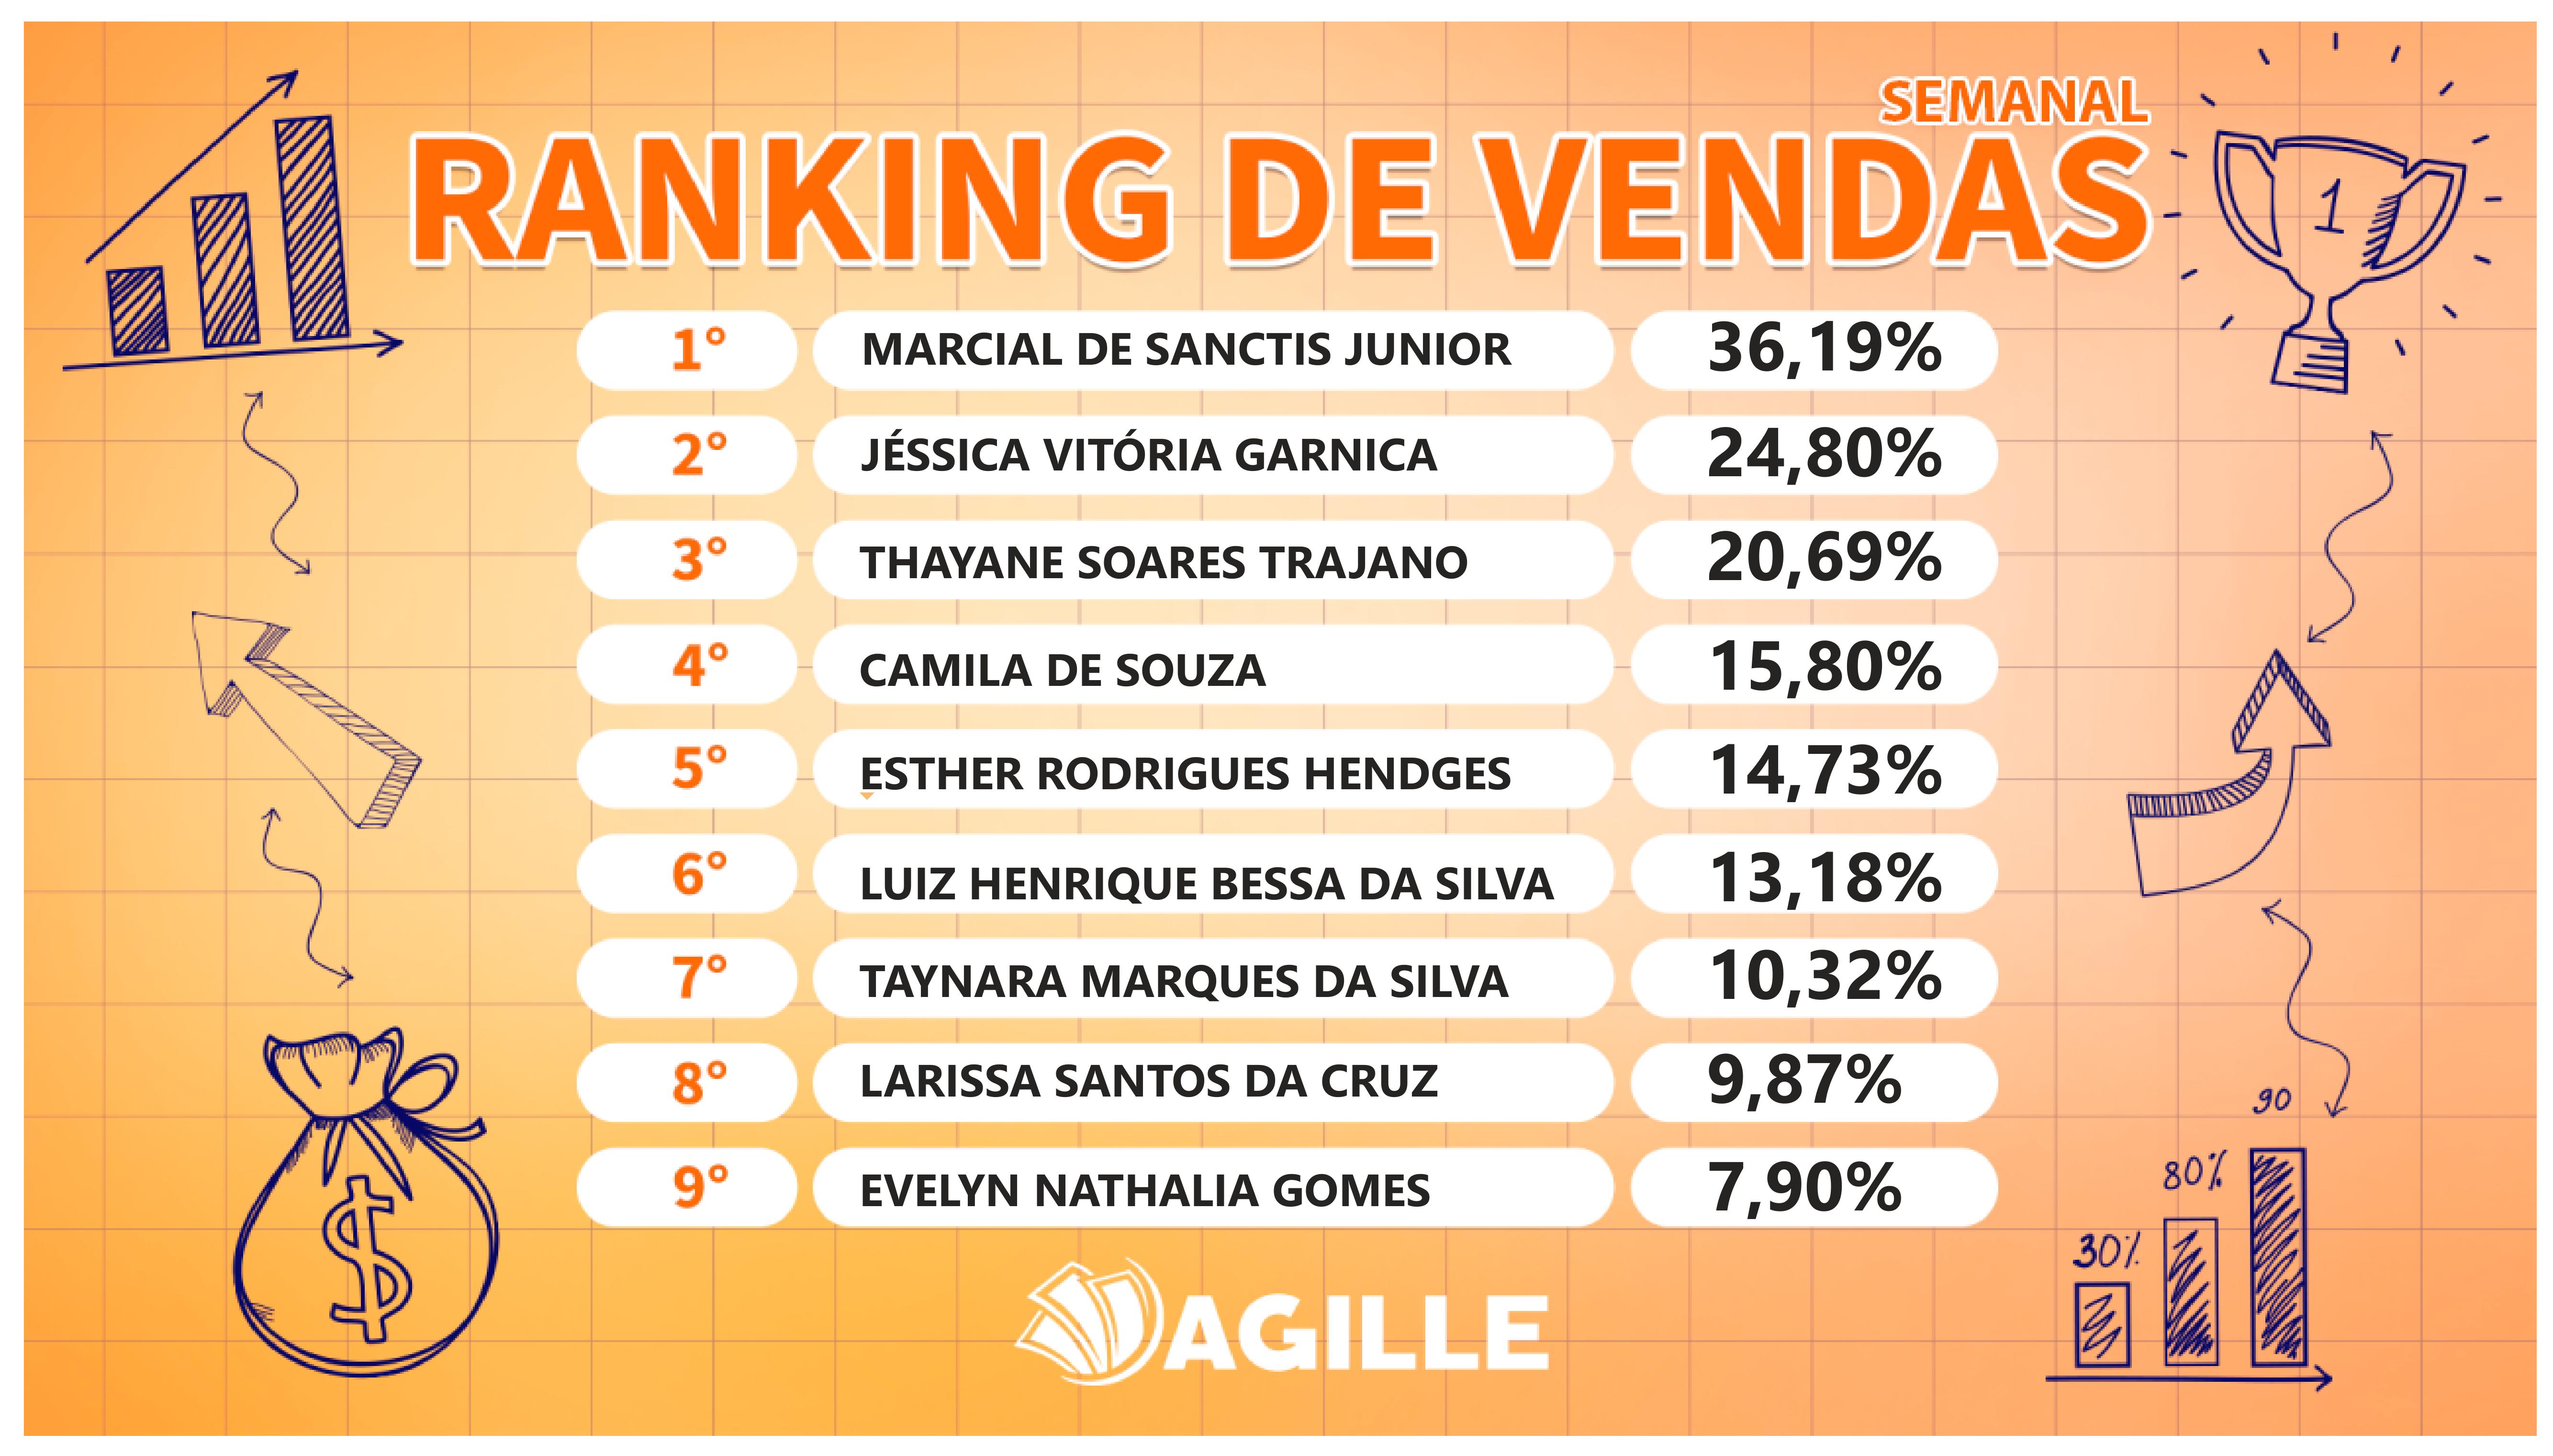 SEMANAL
RANKING DE VENDAS
1
1° MARCIAL DE SANCTIS JUNIOR 36,19%
2° JÉSSICA VITÓRIA GARNICA 24,80%
3° THAYANE SOARES TRAJANO 20,69%
4° CAMILA DE SOUZA 15,80%
5° ESTHER RODRIGUES HENDGES 14,73%
6° LUIZ HENRIQUE BESSA DA SILVA 13,18%
7° TAYNARA MARQUES DA SILVA 10,32%
8° LARISSA SANTOS DA CRUZ 9,87%
9° EVELYN NATHALIA GOMES 7,90%
$
90
80%
30%
AGILLE